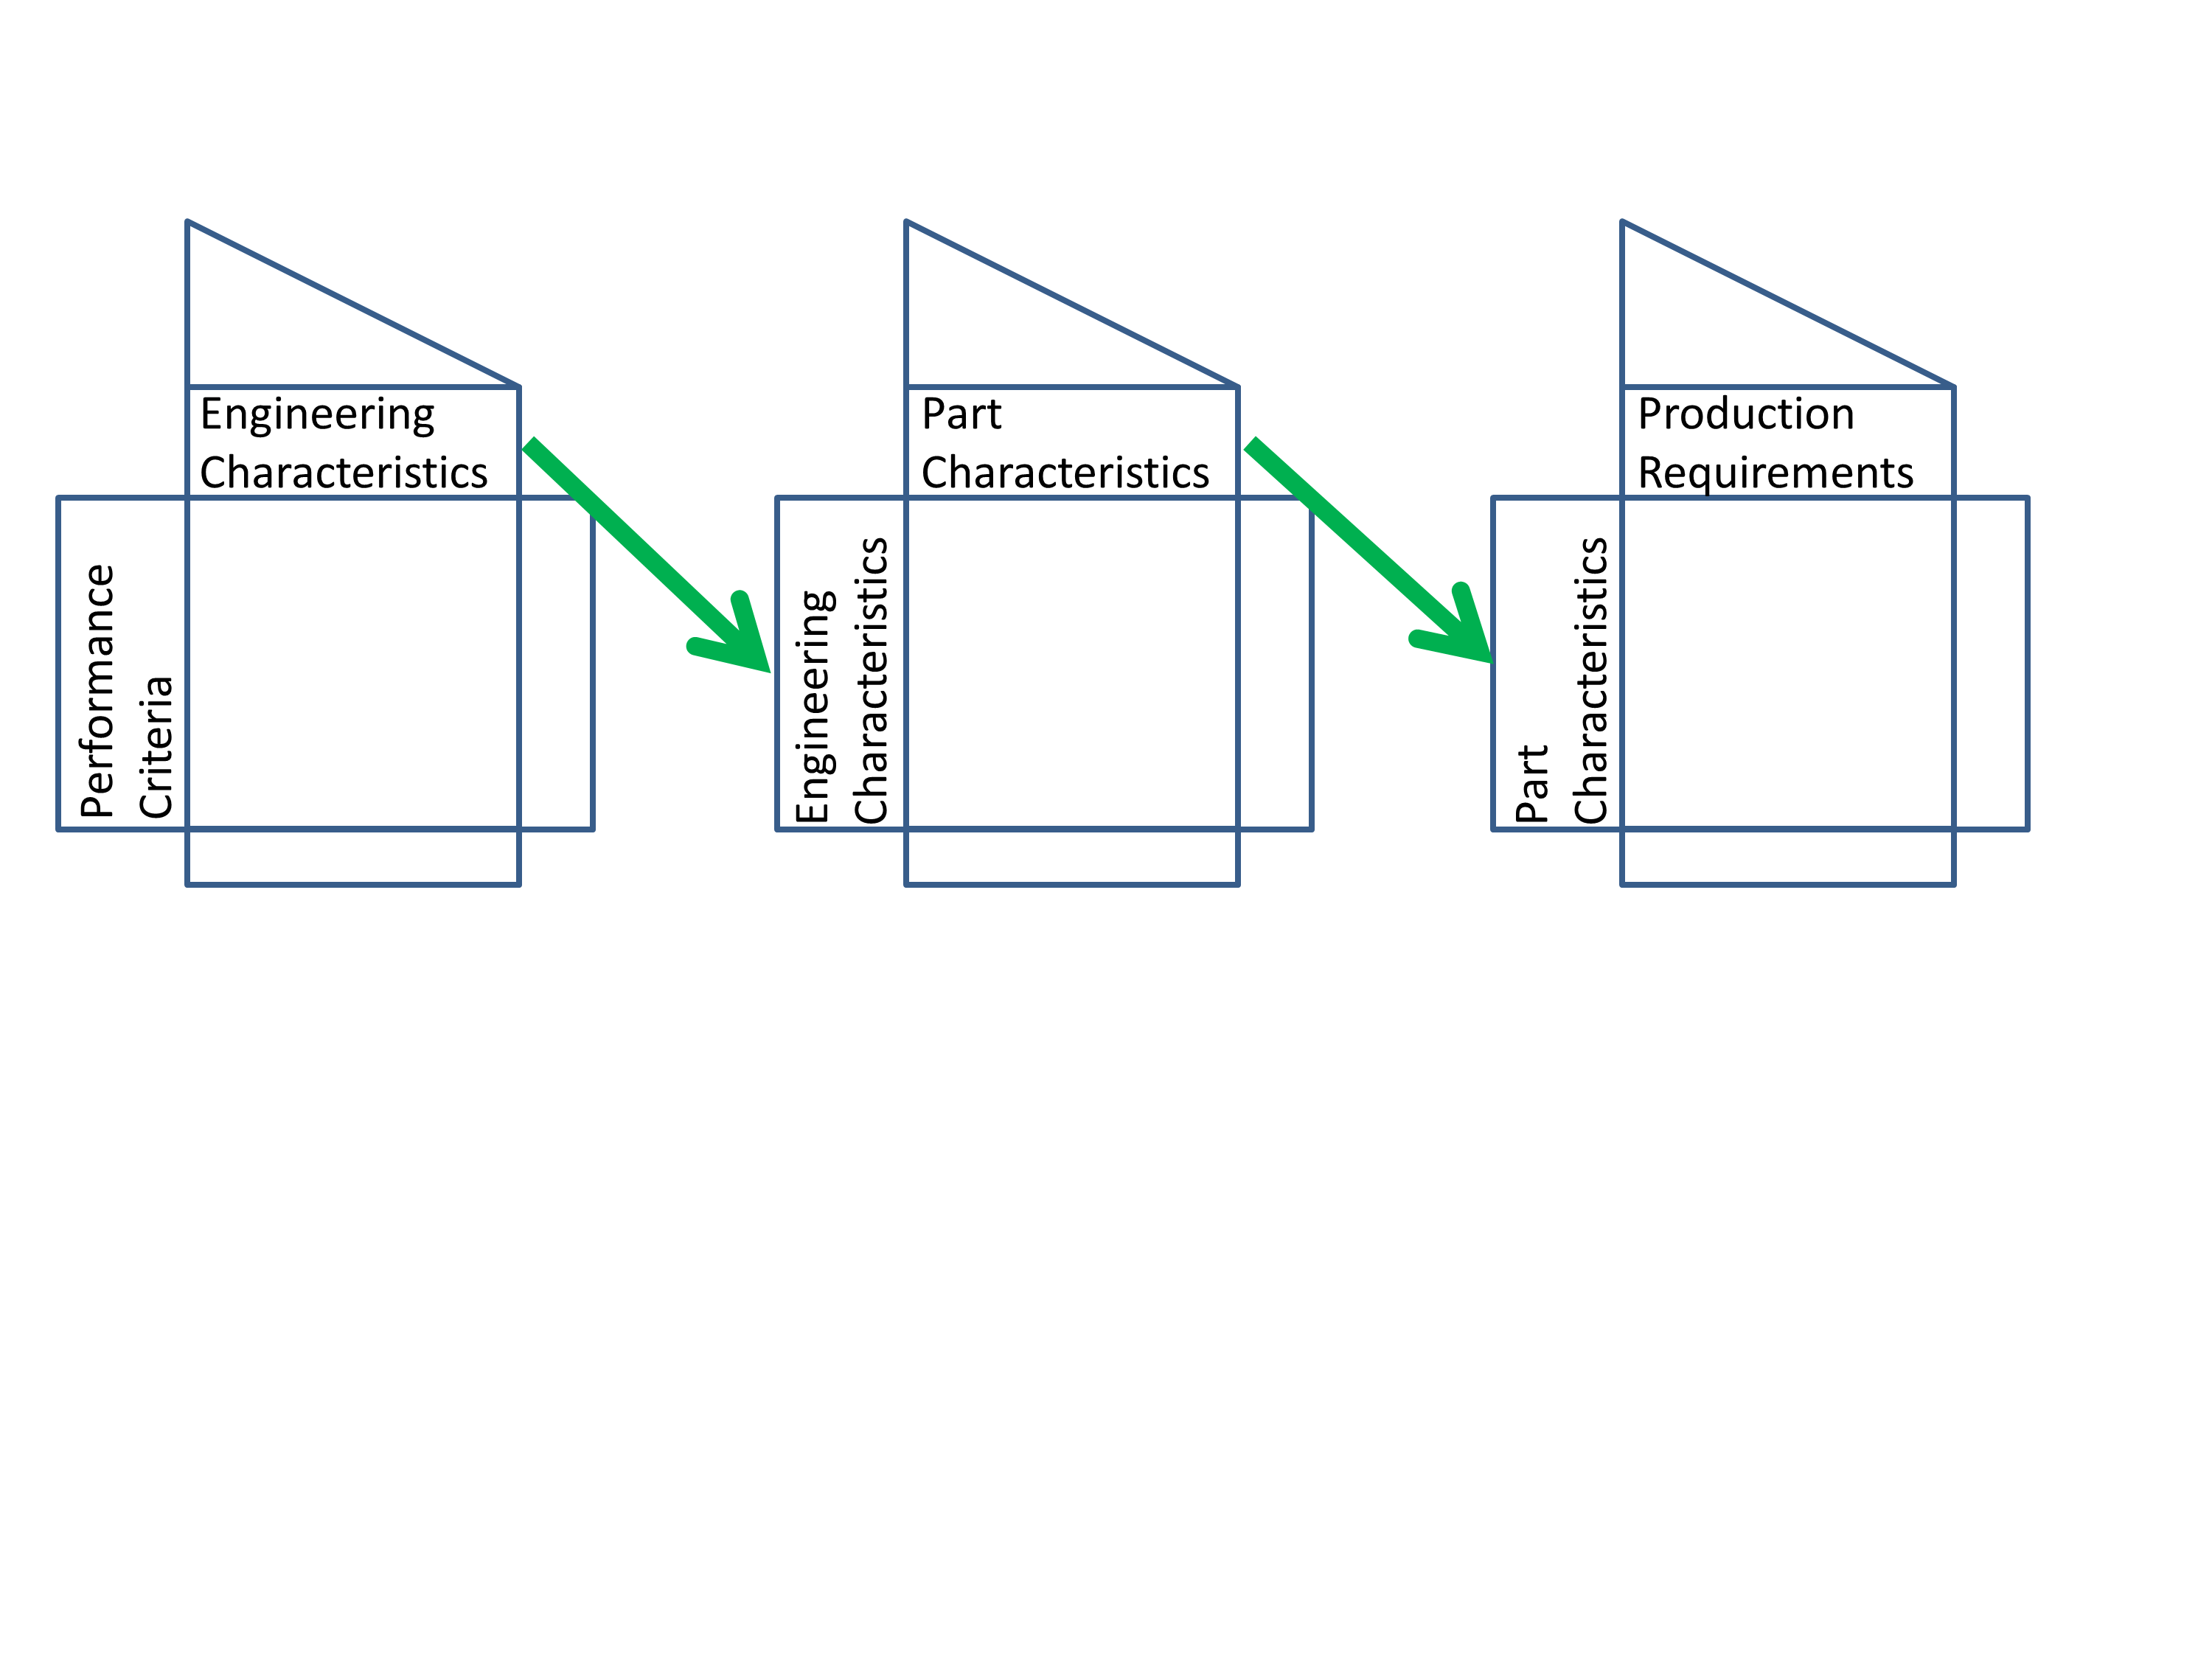 Engineering
Characteristics
Performance
Criteria
Part
Characteristics
Engineering
Characteristics
Production
Requirements
Part
Characteristics